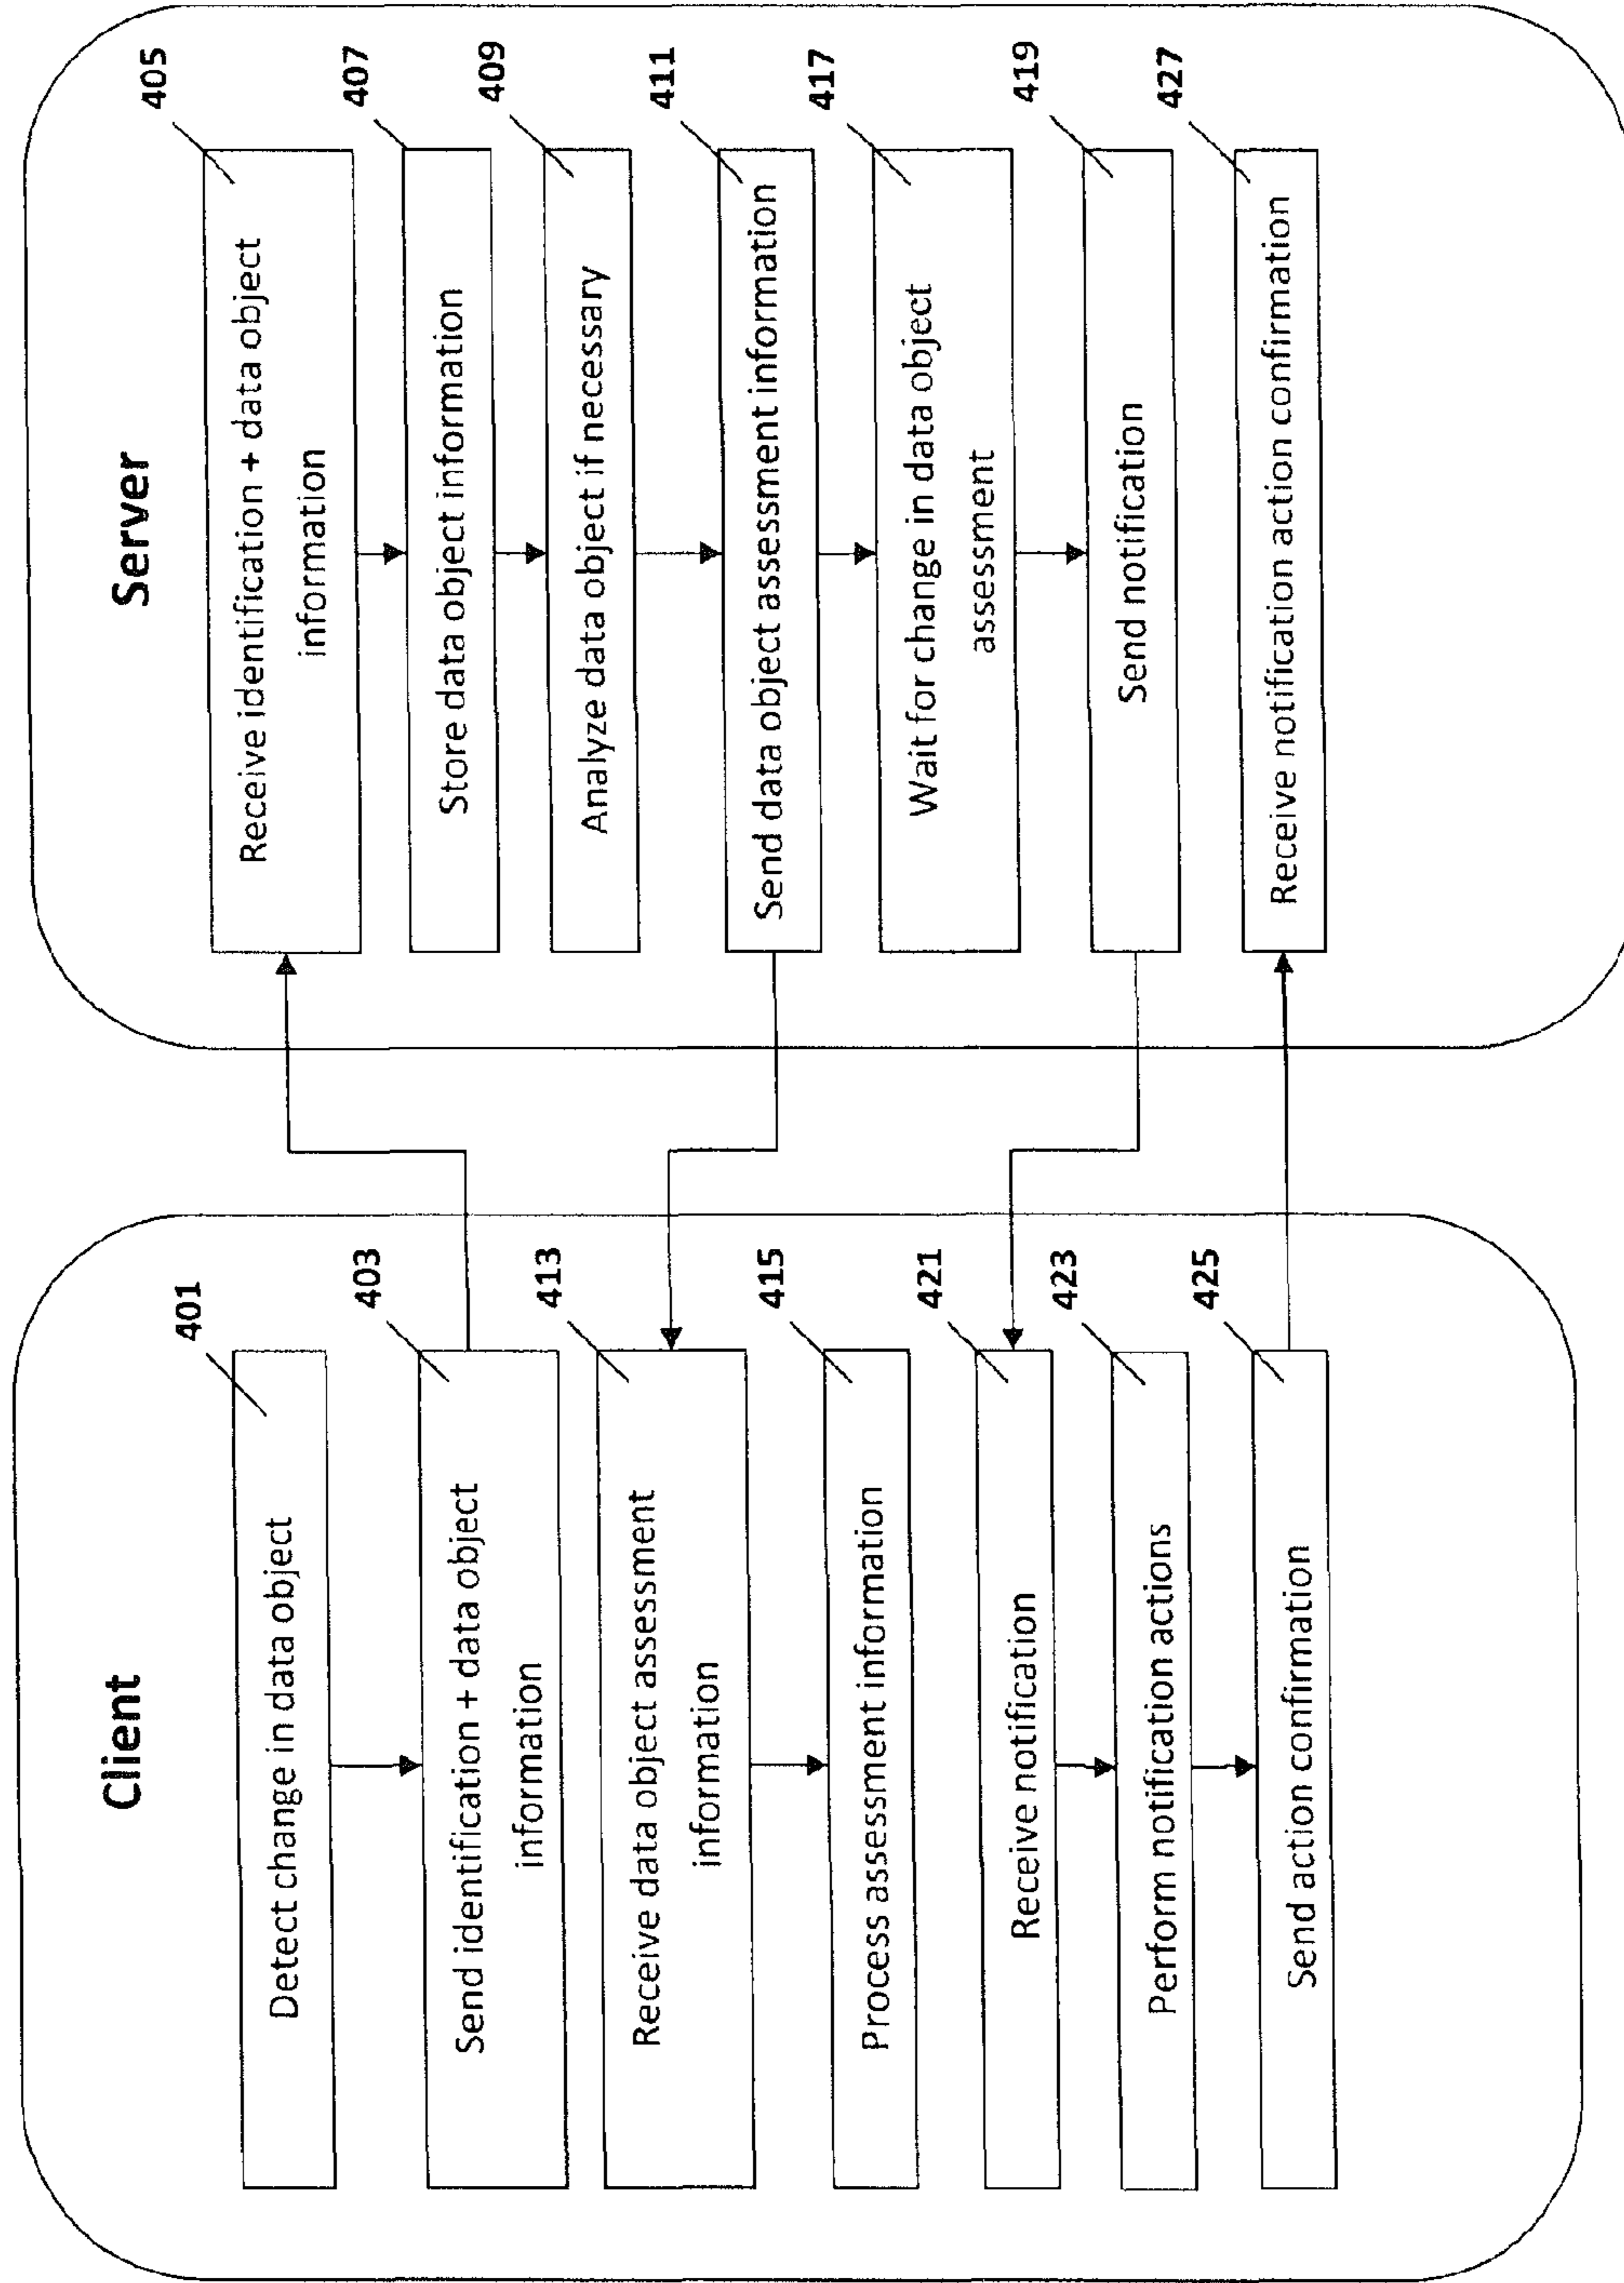 Client
401
Detect change in data object
403
Send identification + data object
information
413
Receive data object assessment
information
415
Process assessment information
421
Receive notification
423
Perform notification actions
425
Send action confirmation
Server
405
Receive identification + data object
information
407
Store data object information
409
Analyze data object if necessary
411
Send data object assessment information
417
Wait for change in data object
assessment
419
Send notification
427
Receive notification action confirmation